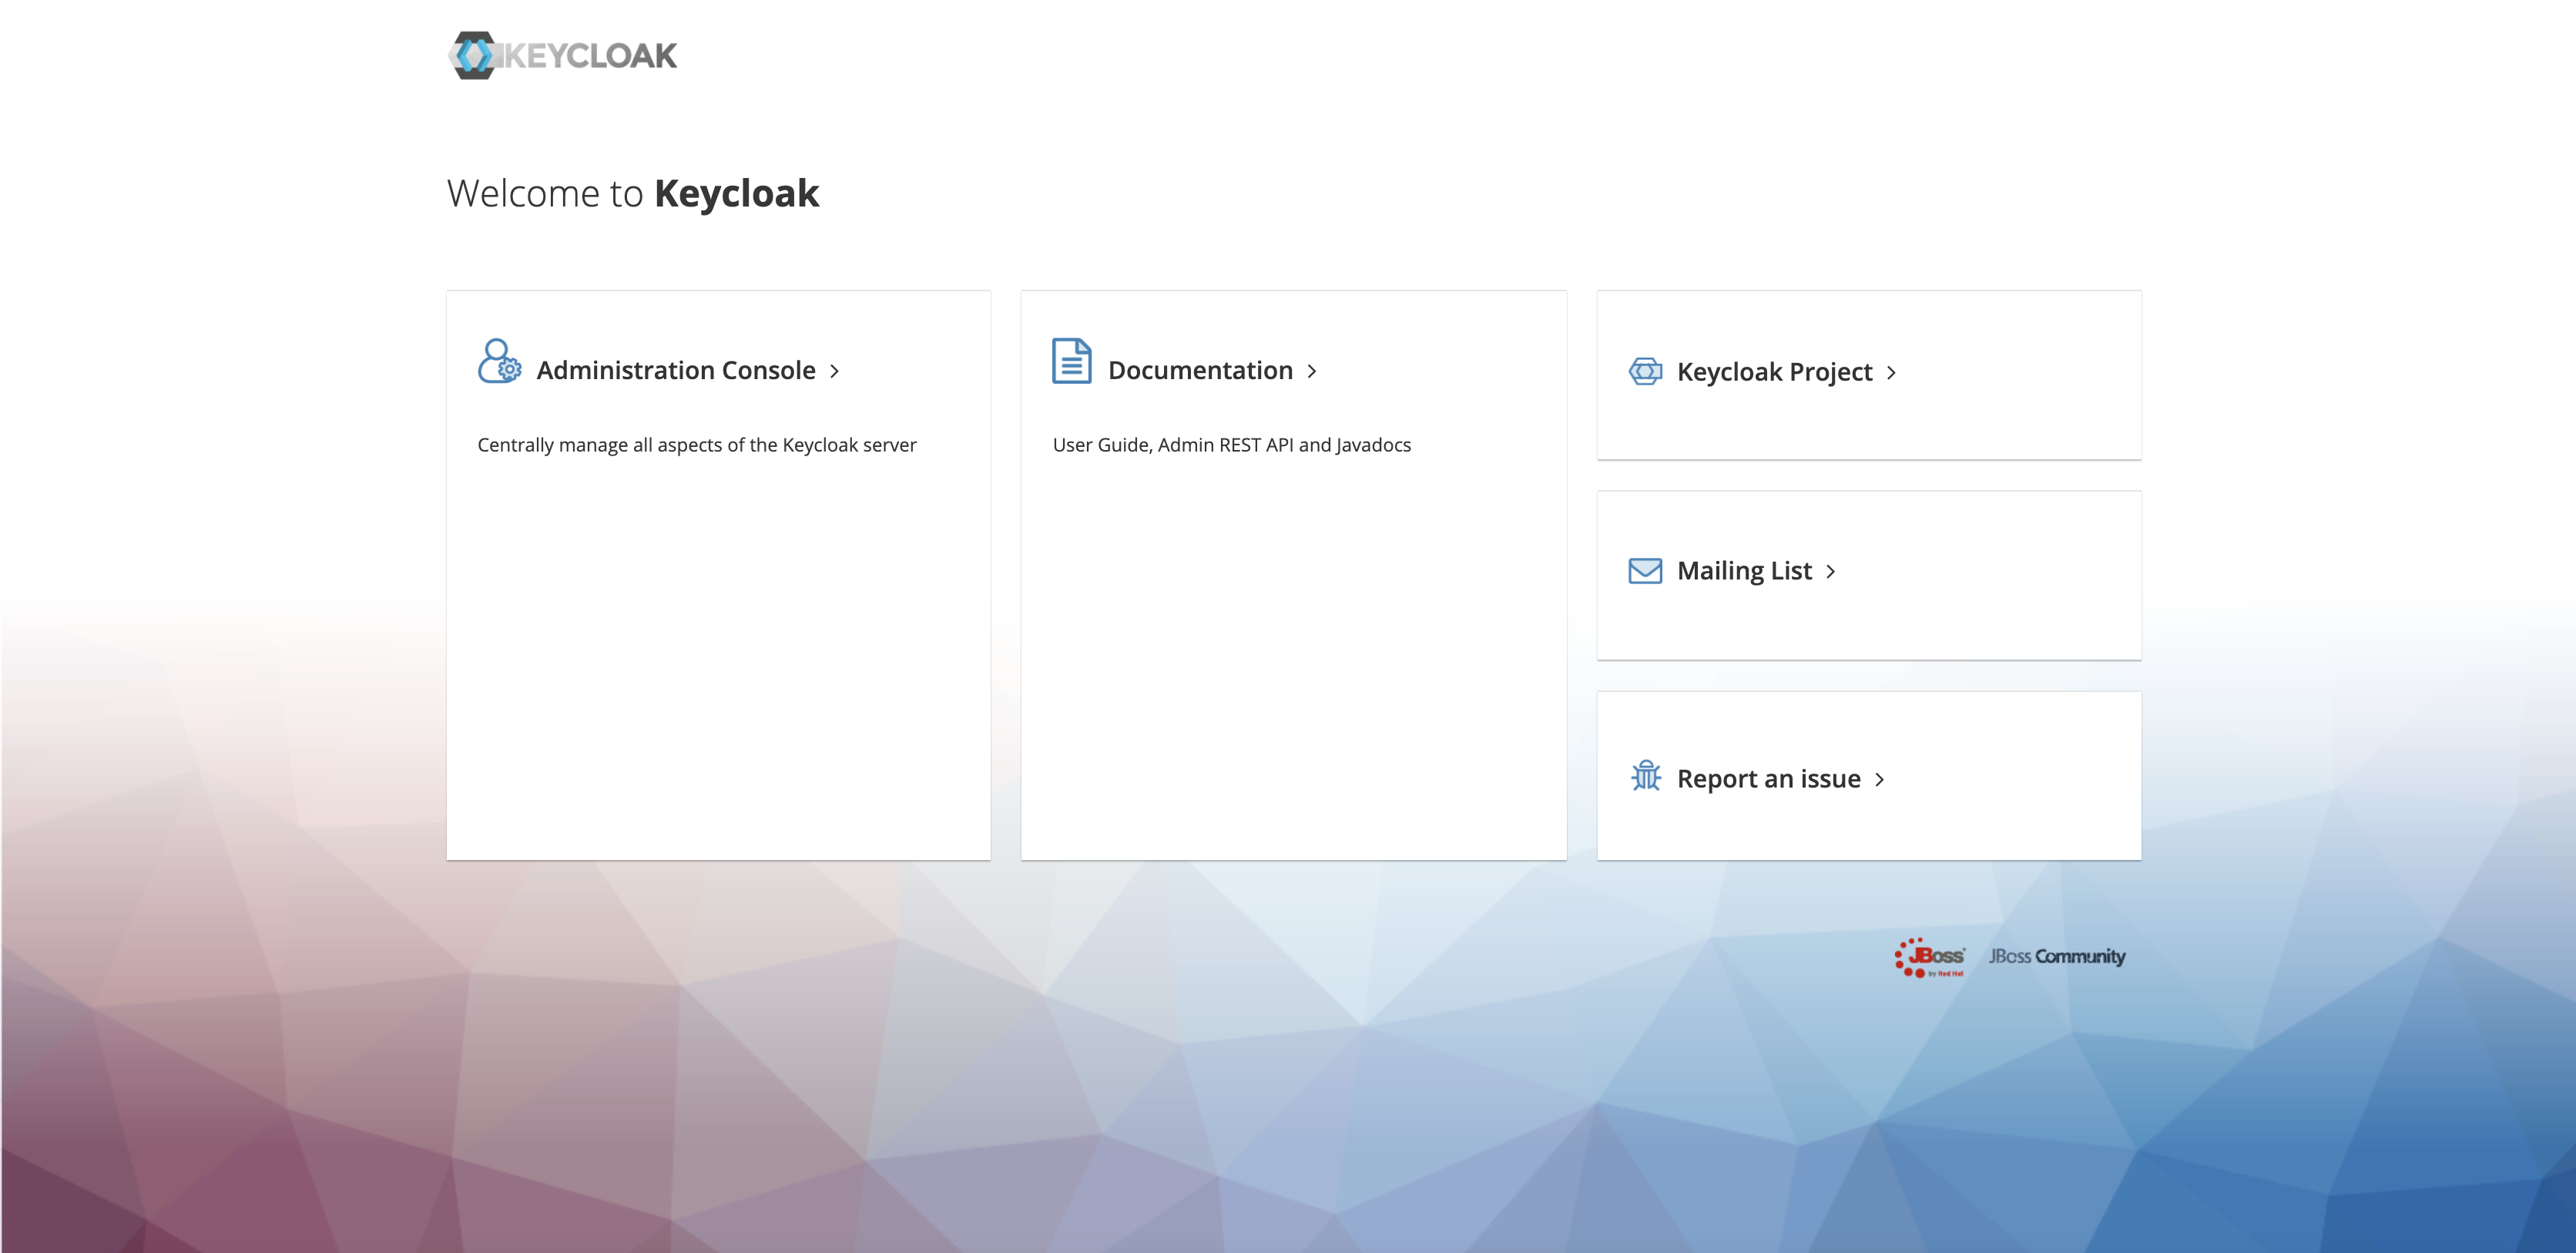 KEYCLOAK
Welcome to Keycloak
Administration Console
Centrally manage all aspects of the Keycloak server
Documentation
User Guide, Admin REST API and Javadocs
Keycloak Project
Mailing List
Report an issue
JBoss by Red Hat
JBoss Community